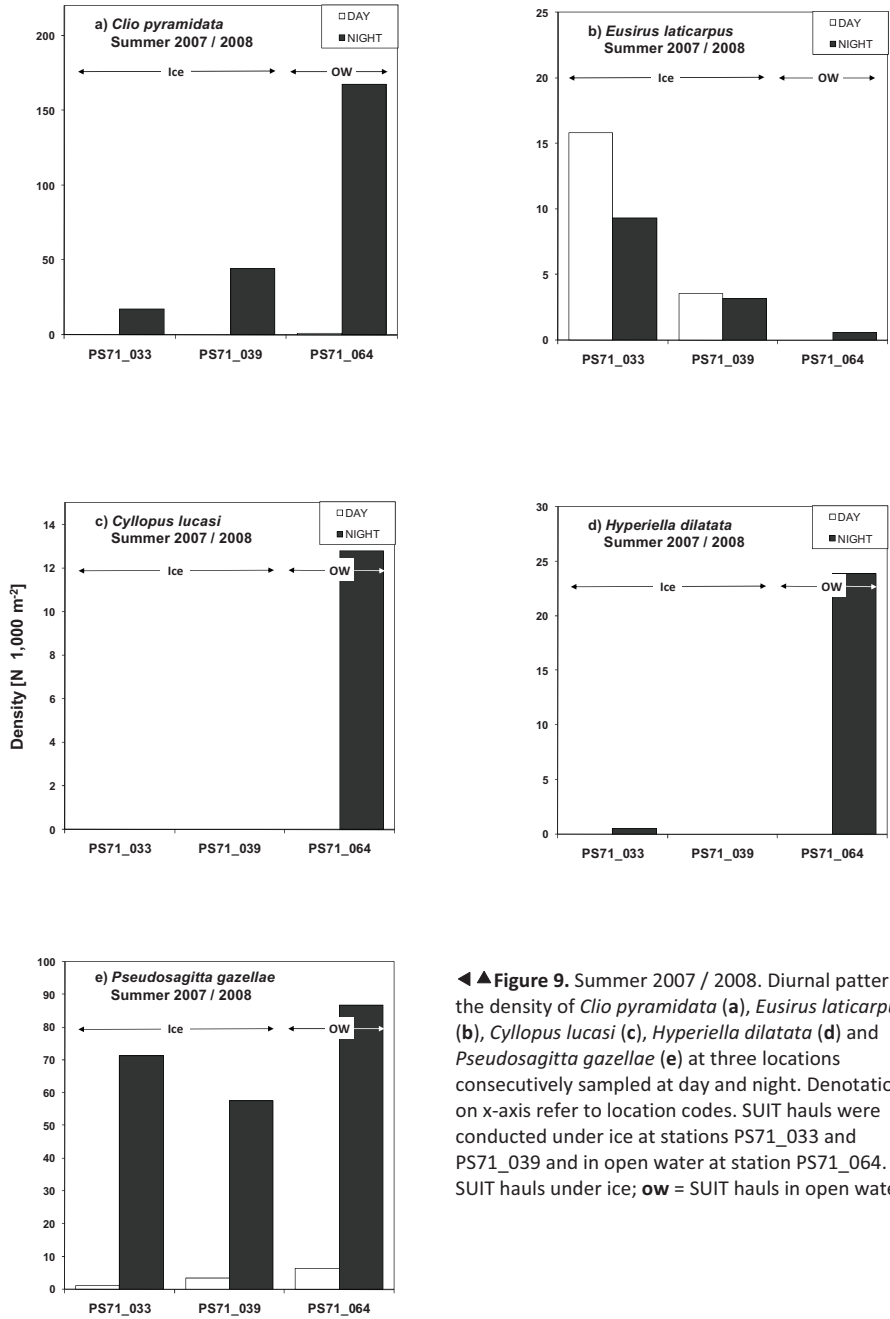 a) Clio pyramidata
Summer 2007 / 2008
DAY
NIGHT
Ice
OW
200
150
100
50
0
PS71_033 PS71_039 PS71_064
b) Eusirus laticarpus
Summer 2007 / 2008
DAY
NIGHT
Ice
OW
25
20
15
10
5
0
PS71_033 PS71_039 PS71_064
Density [N 1,000 m-2]
c) Cyllopus lucasi
Summer 2007 / 2008
DAY
NIGHT
Ice
OW
14
12
10
8
6
4
2
0
PS71_033 PS71_039 PS71_064
d) Hyperiella dilatata
Summer 2007 / 2008
DAY
NIGHT
Ice
OW
30
25
20
15
10
5
0
PS71_033 PS71_039 PS71_064
e) Pseudosagitta gazellae
Summer 2007 / 2008
Ice
OW
100
90
80
70
60
50
40
30
20
10
0
PS71_033 PS71_039 PS71_064
◄ ▲Figure 9. Summer 2007 / 2008. Diurnal patter
the density of Clio pyramidata (a), Eusirus laticarpu
(b), Cyllopus lucasi (c), Hyperiella dilatata (d) and
Pseudosagitta gazellae (e) at three locations
consecutively sampled at day and night. Denotatio
on x-axis refer to location codes. SUIT hauls were
conducted under ice at stations PS71_033 and
PS71_039 and in open water at station PS71_064.
SUIT hauls under ice; ow = SUIT hauls in open wate